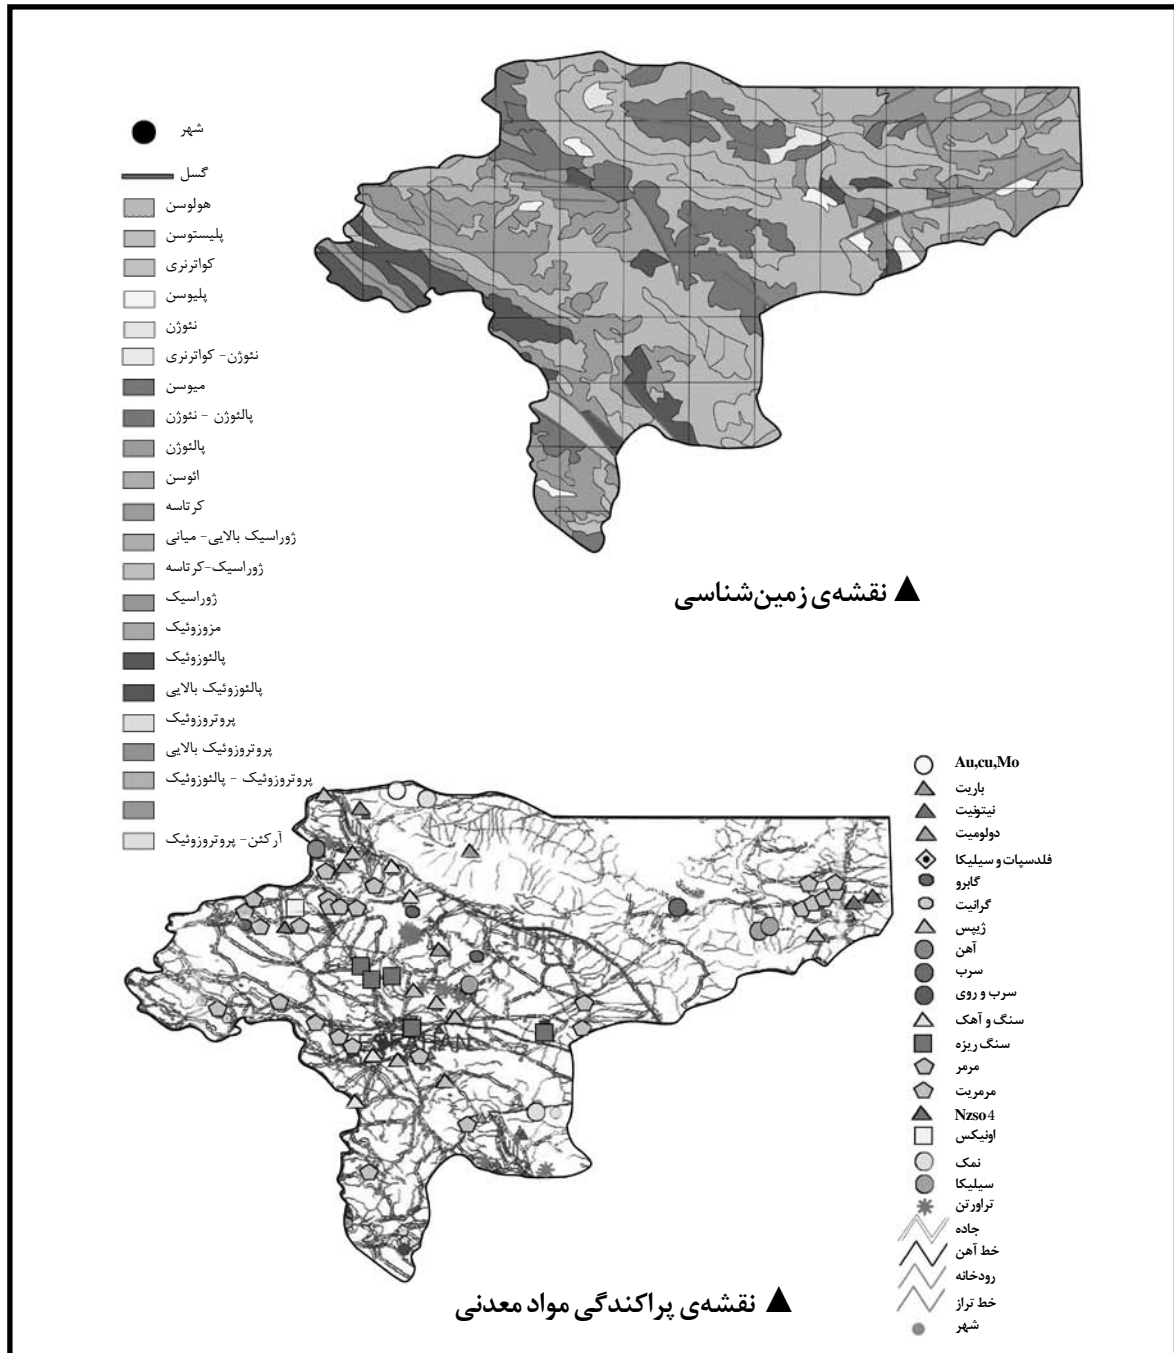 شهر
گسل
هولوسن
پلیستوسن
کواترنری
پلیوسن
نئوژن
نئوژن - کواترنری
میوسن
پالئوژن - نئوژن
پالئوژن
ائوسن
کرتاسه
ژوراسیک بالایی - میانی
ژوراسیک-کرتاسه
ژوراسیک
مزوزوئیک
پالئوزوئیک
پالئوزوئیک بالایی
پروتروزوئیک
پروتروزوئیک بالایی
پروتروزوئیک - پالئوزوئیک
آرکئن- پروتروزوئیک
▲ نقشه‌ی زمین‌شناسی
Au,cu,Mo
باریت
نیتونیت
دولومیت
فلدسپات و سیلیکا
گابرو
گرانیت
ژیپس
آهن
سرب
سرب و روی
سنگ و آهک
سنگ ریزه
مرمر
مرمریت
Nzso4
اونیکس
نمک
سیلیکا
تراورتن
جاده
خط آهن
رودخانه
خط تراز
شهر
▲ نقشه‌ی پراکندگی مواد معدنی